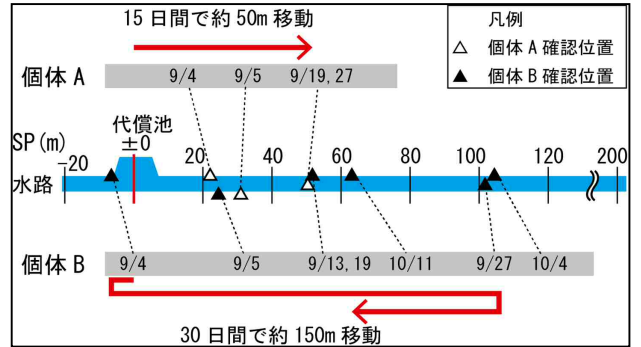 15日間で約50m移動
凡例
△ 個体A確認位置
▲ 個体B確認位置
個体A
9/4 9/5 9/19, 27
代償池
SP(m)
-20 ±0 20 40 60 80 100 120 200
水路
個体B
9/4 9/5 9/13, 19 10/11 9/27 10/4
30日間で約150m移動